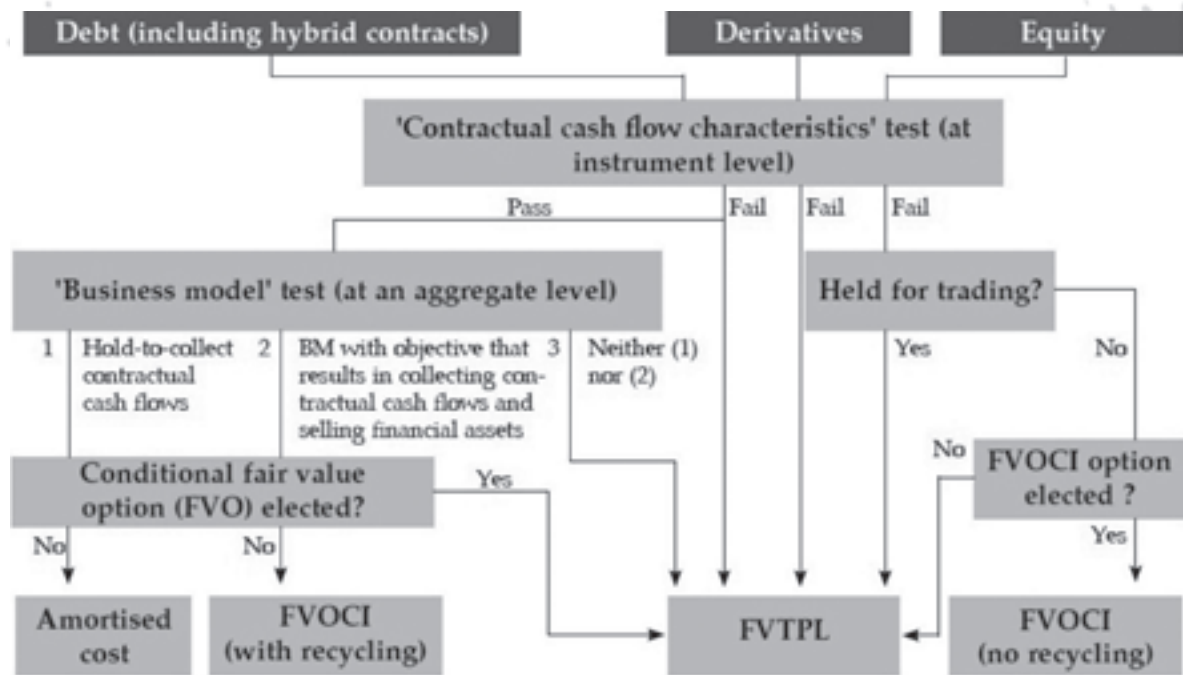 Debt (including hybrid contracts)
Derivatives
Equity
'Contractual cash flow characteristics' test (at
instrument level)
Pass
Fail
Fail
Fail
'Business model' test (at an aggregate level)
Held for trading?
1
Hold-to-collect
contractual
cash flows
2
BM with objective that
results in collecting con-
tractual cash flows and
selling financial assets
3
Neither (1)
nor (2)
Yes
No
Conditional fair value
option (FVO) elected?
Yes
No
FVOCI option
elected ?
No
No
Yes
Amortised
cost
FVOCI
(with recycling)
FVTPL
FVOCI
(no recycling)